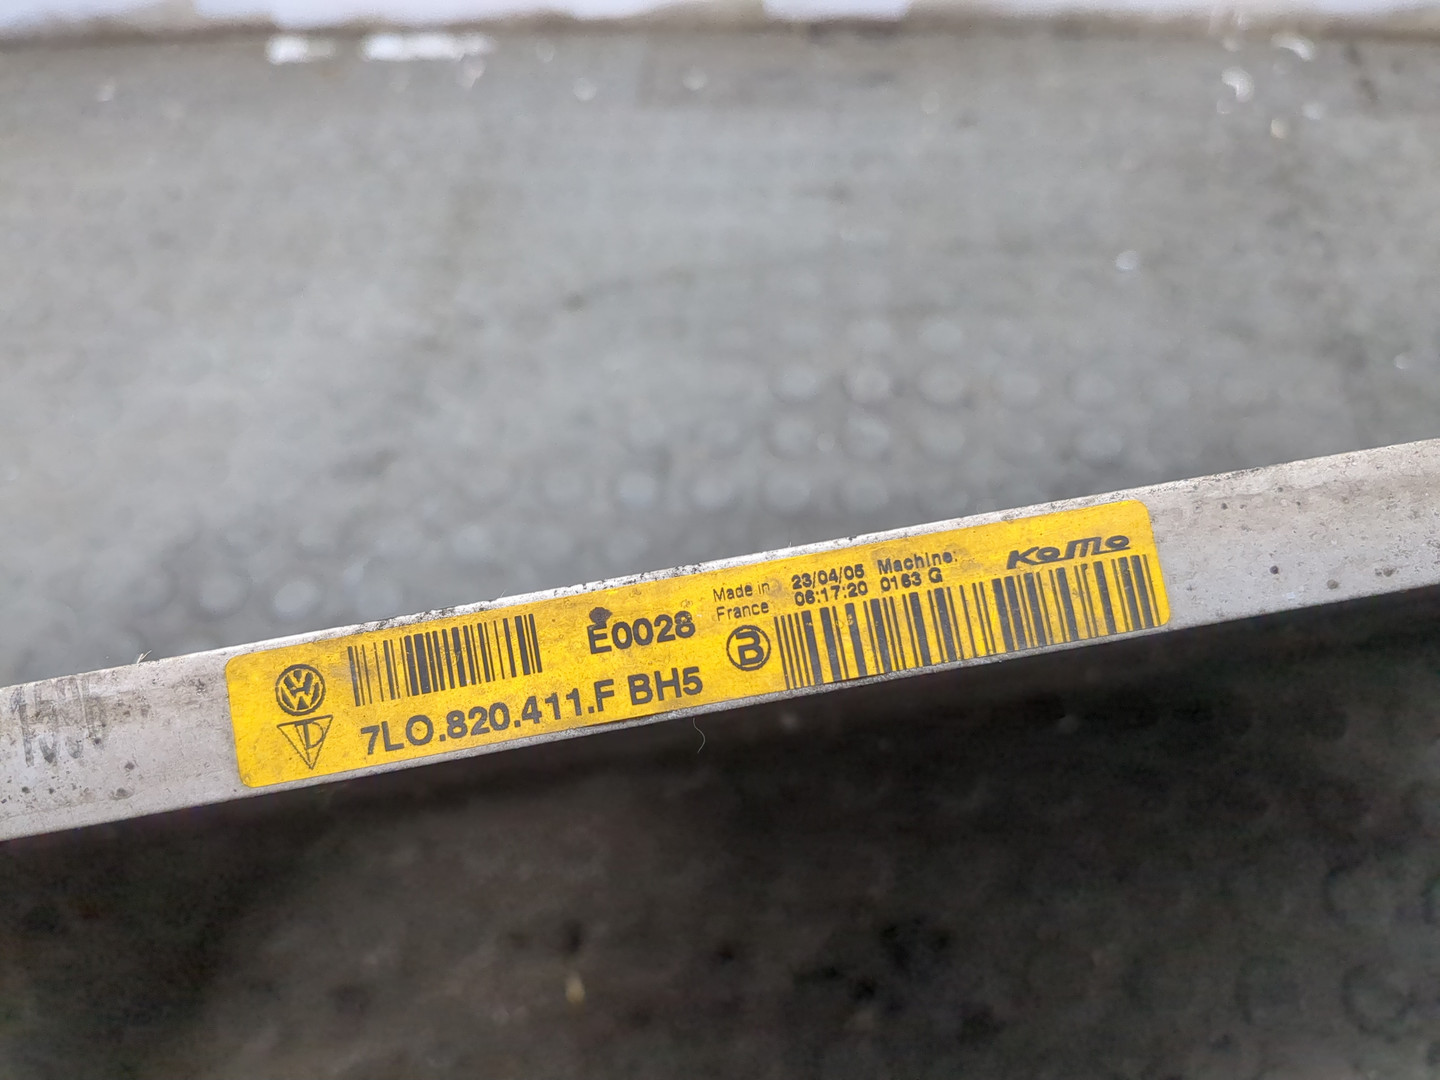 E0028
7L0.820.411.F BH5
Made in
France
B
23/04/05 Machine:
06:17:20 0163 G
KoMo